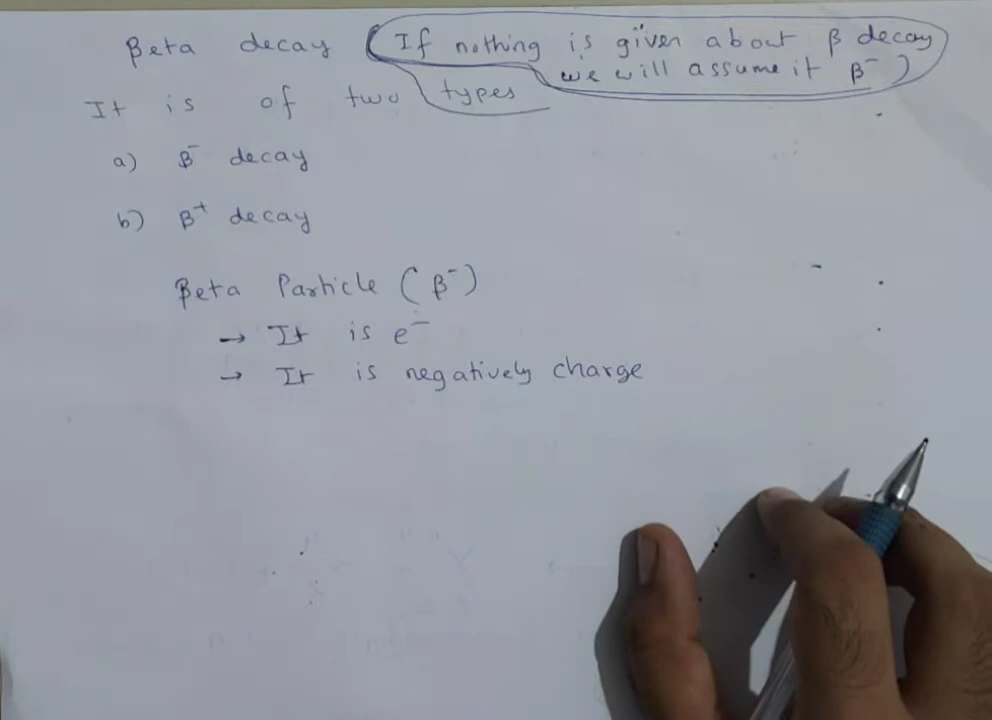 Beta decay (If nothing is given about β decay
we will assume it β⁻)
It is of two types
a) β⁻ decay
b) β⁺ decay
Beta Particle (β⁻)
→ It is e⁻
→ It is negatively charge